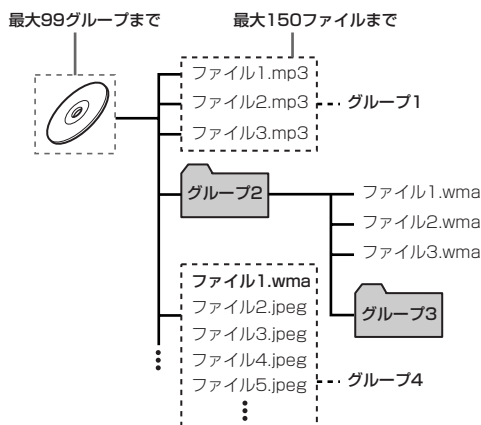 最大99グループまで
最大150ファイルまで
ファイル1.mp3
ファイル2.mp3
ファイル3.mp3
グループ1
グループ2
ファイル1.wma
ファイル2.wma
ファイル3.wma
グループ3
ファイル1.wma
ファイル2.jpeg
ファイル3.jpeg
ファイル4.jpeg
ファイル5.jpeg
グループ4